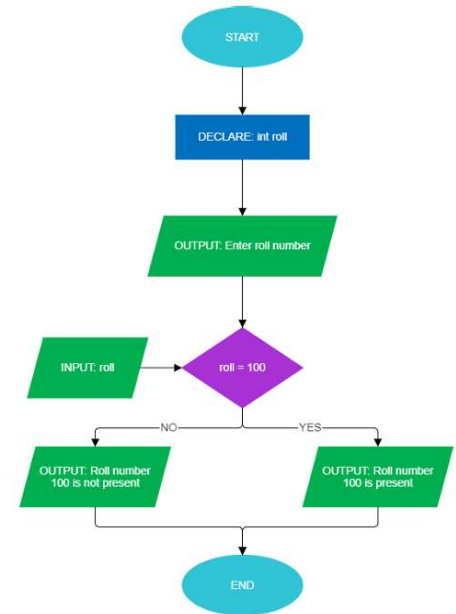 START
DECLARE: int roll
OUTPUT: Enter roll number
INPUT: roll
roll = 100
NO
YES
OUTPUT: Roll number
100 is not present
OUTPUT: Roll number
100 is present
END